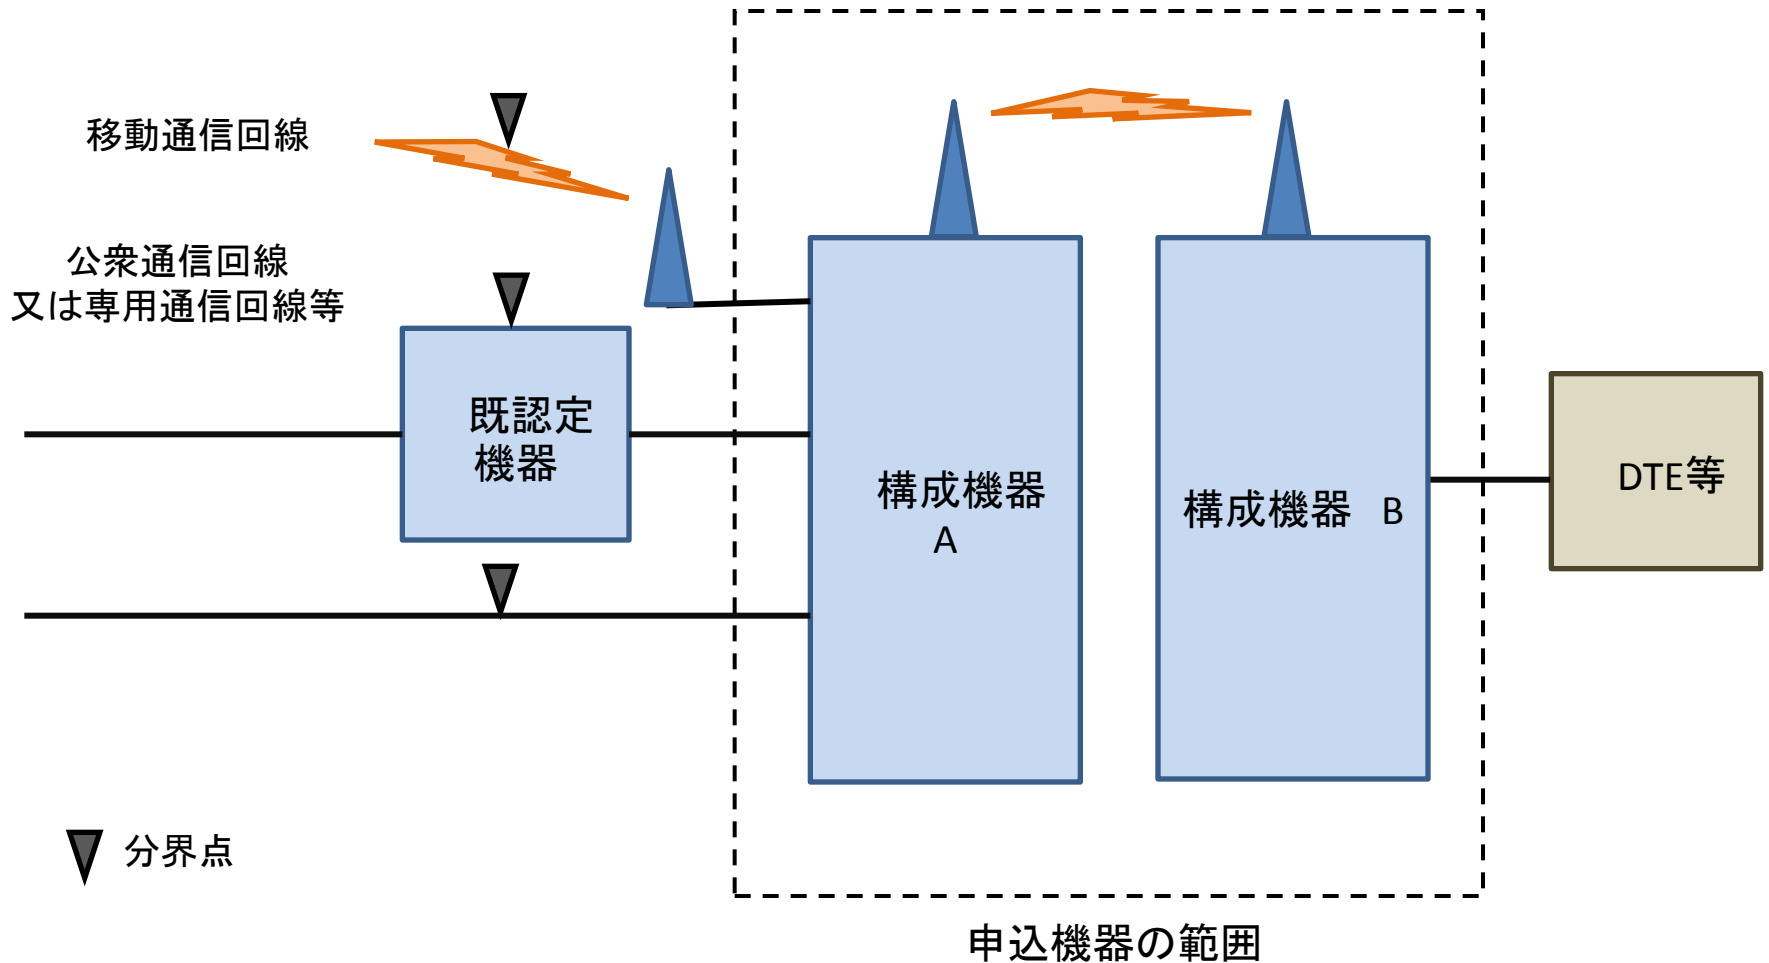 移動通信回線
公衆通信回線
又は専用通信回線等
既認定
機器
構成機器
A
構成機器 B
DTE等
分界点
申込機器の範囲